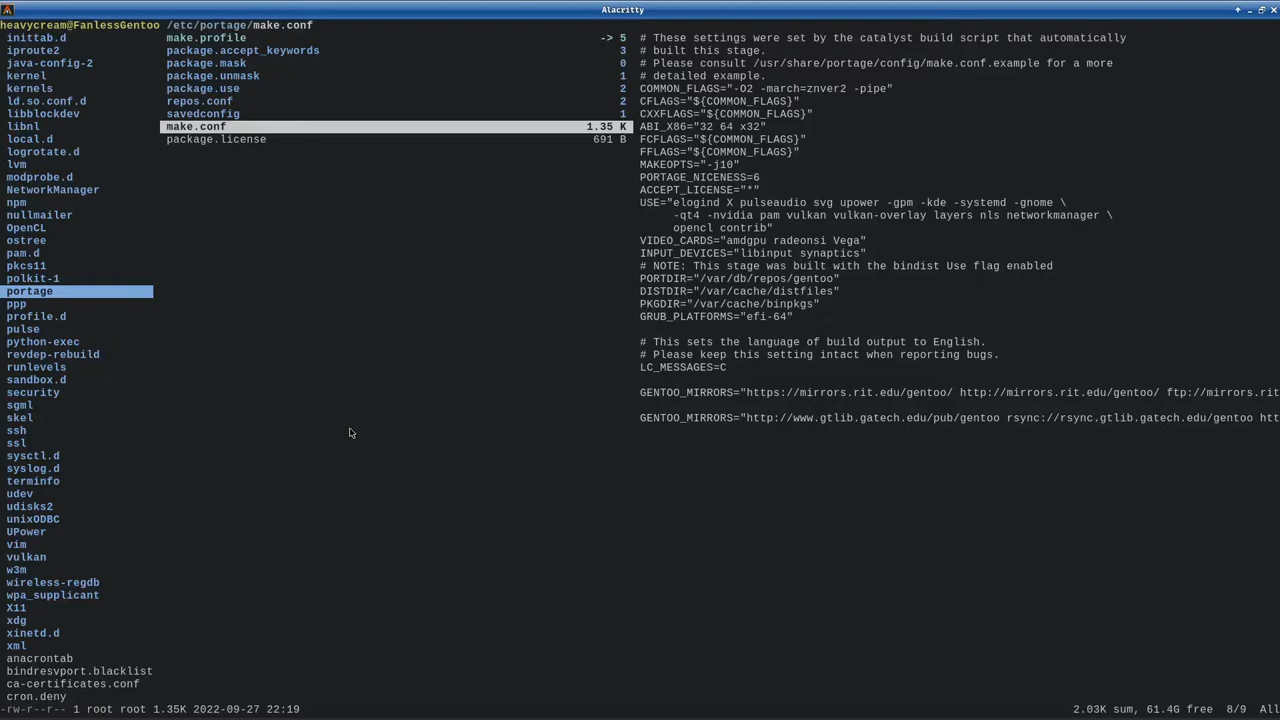 Alacritty
heavycream@FanlessGentoo /etc/portage/make.conf
inittab.d
iproute2
java-config-2
kernel
kernels
ld.so.conf.d
libblockdev
libnl
local.d
logrotate.d
lvm
modprobe.d
NetworkManager
npm
nullmailer
OpenCL
ostree
pam.d
pkcs11
polkit-1
portage
ppp
profile.d
pulse
python-exec
revdep-rebuild
runlevels
sandbox.d
security
sgml
skel
ssh
ssl
sysctl.d
syslog.d
terminfo
udev
udisks2
unixODBC
UPower
vim
vulkan
w3m
wireless-regdb
wpa_supplicant
X11
xdg
xinetd.d
xml
anacrontab
bindresvport.blacklist
ca-certificates.conf
cron.deny
make.profile -> 5
package.accept_keywords 3
package.mask 0
package.unmask 1
package.use 2
repos.conf 2
savedconfig 1
make.conf 1.35 K
package.license 691 B
# These settings were set by the catalyst build script that automatically
# built this stage.
# Please consult /usr/share/portage/config/make.conf.example for a more
# detailed example.
COMMON_FLAGS="-O2 -march=znver2 -pipe"
CFLAGS="${COMMON_FLAGS}"
CXXFLAGS="${COMMON_FLAGS}"
ABI_X86="32 64 x32"
FCFLAGS="${COMMON_FLAGS}"
FFLAGS="${COMMON_FLAGS}"
MAKEOPTS="-j10"
PORTAGE_NICENESS=6
ACCEPT_LICENSE="*"
USE="elogind X pulseaudio svg upower -gpm -kde -systemd -gnome \
-qt4 -nvidia pam vulkan vulkan-overlay layers nls networkmanager \
opencl contrib"
VIDEO_CARDS="amdgpu radeonsi Vega"
INPUT_DEVICES="libinput synaptics"
# NOTE: This stage was built with the bindist Use flag enabled
PORTDIR="/var/db/repos/gentoo"
DISTDIR="/var/cache/distfiles"
PKGDIR="/var/cache/binpkgs"
GRUB_PLATFORMS="efi-64"
# This sets the language of build output to English.
# Please keep this setting intact when reporting bugs.
LC_MESSAGES=C
GENTOO_MIRRORS="https://mirrors.rit.edu/gentoo/ http://mirrors.rit.edu/gentoo/ ftp://mirrors.rit
GENTOO_MIRRORS="http://www.gtlib.gatech.edu/pub/gentoo rsync://rsync.gtlib.gatech.edu/gentoo htt
-rw-r--r-- 1 root root 1.35K 2022-09-27 22:19
2.03K sum, 61.4G free 8/9 All